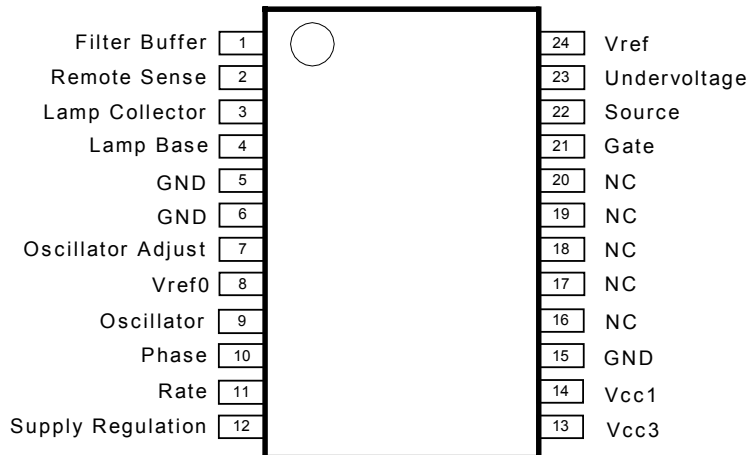 Filter Buffer 1 24 Vref
Remote Sense 2 23 Undervoltage
Lamp Collector 3 22 Source
Lamp Base 4 21 Gate
GND 5 20 NC
GND 6 19 NC
Oscillator Adjust 7 18 NC
Vref0 8 17 NC
Oscillator 9 16 NC
Phase 10 15 GND
Rate 11 14 Vcc1
Supply Regulation 12 13 Vcc3